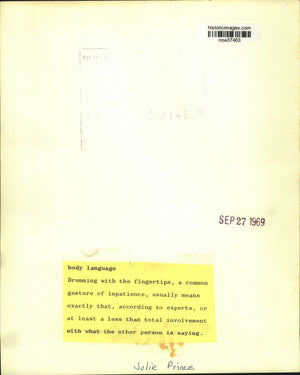 historicimages.com
now37463
SEP 27 1969
body language
Drumming with the fingertips, a common
gesture of impatience, usually means
exactly that, according to experts, or
at least a less than total involvement
with what the other person is saying.
Julie Prince